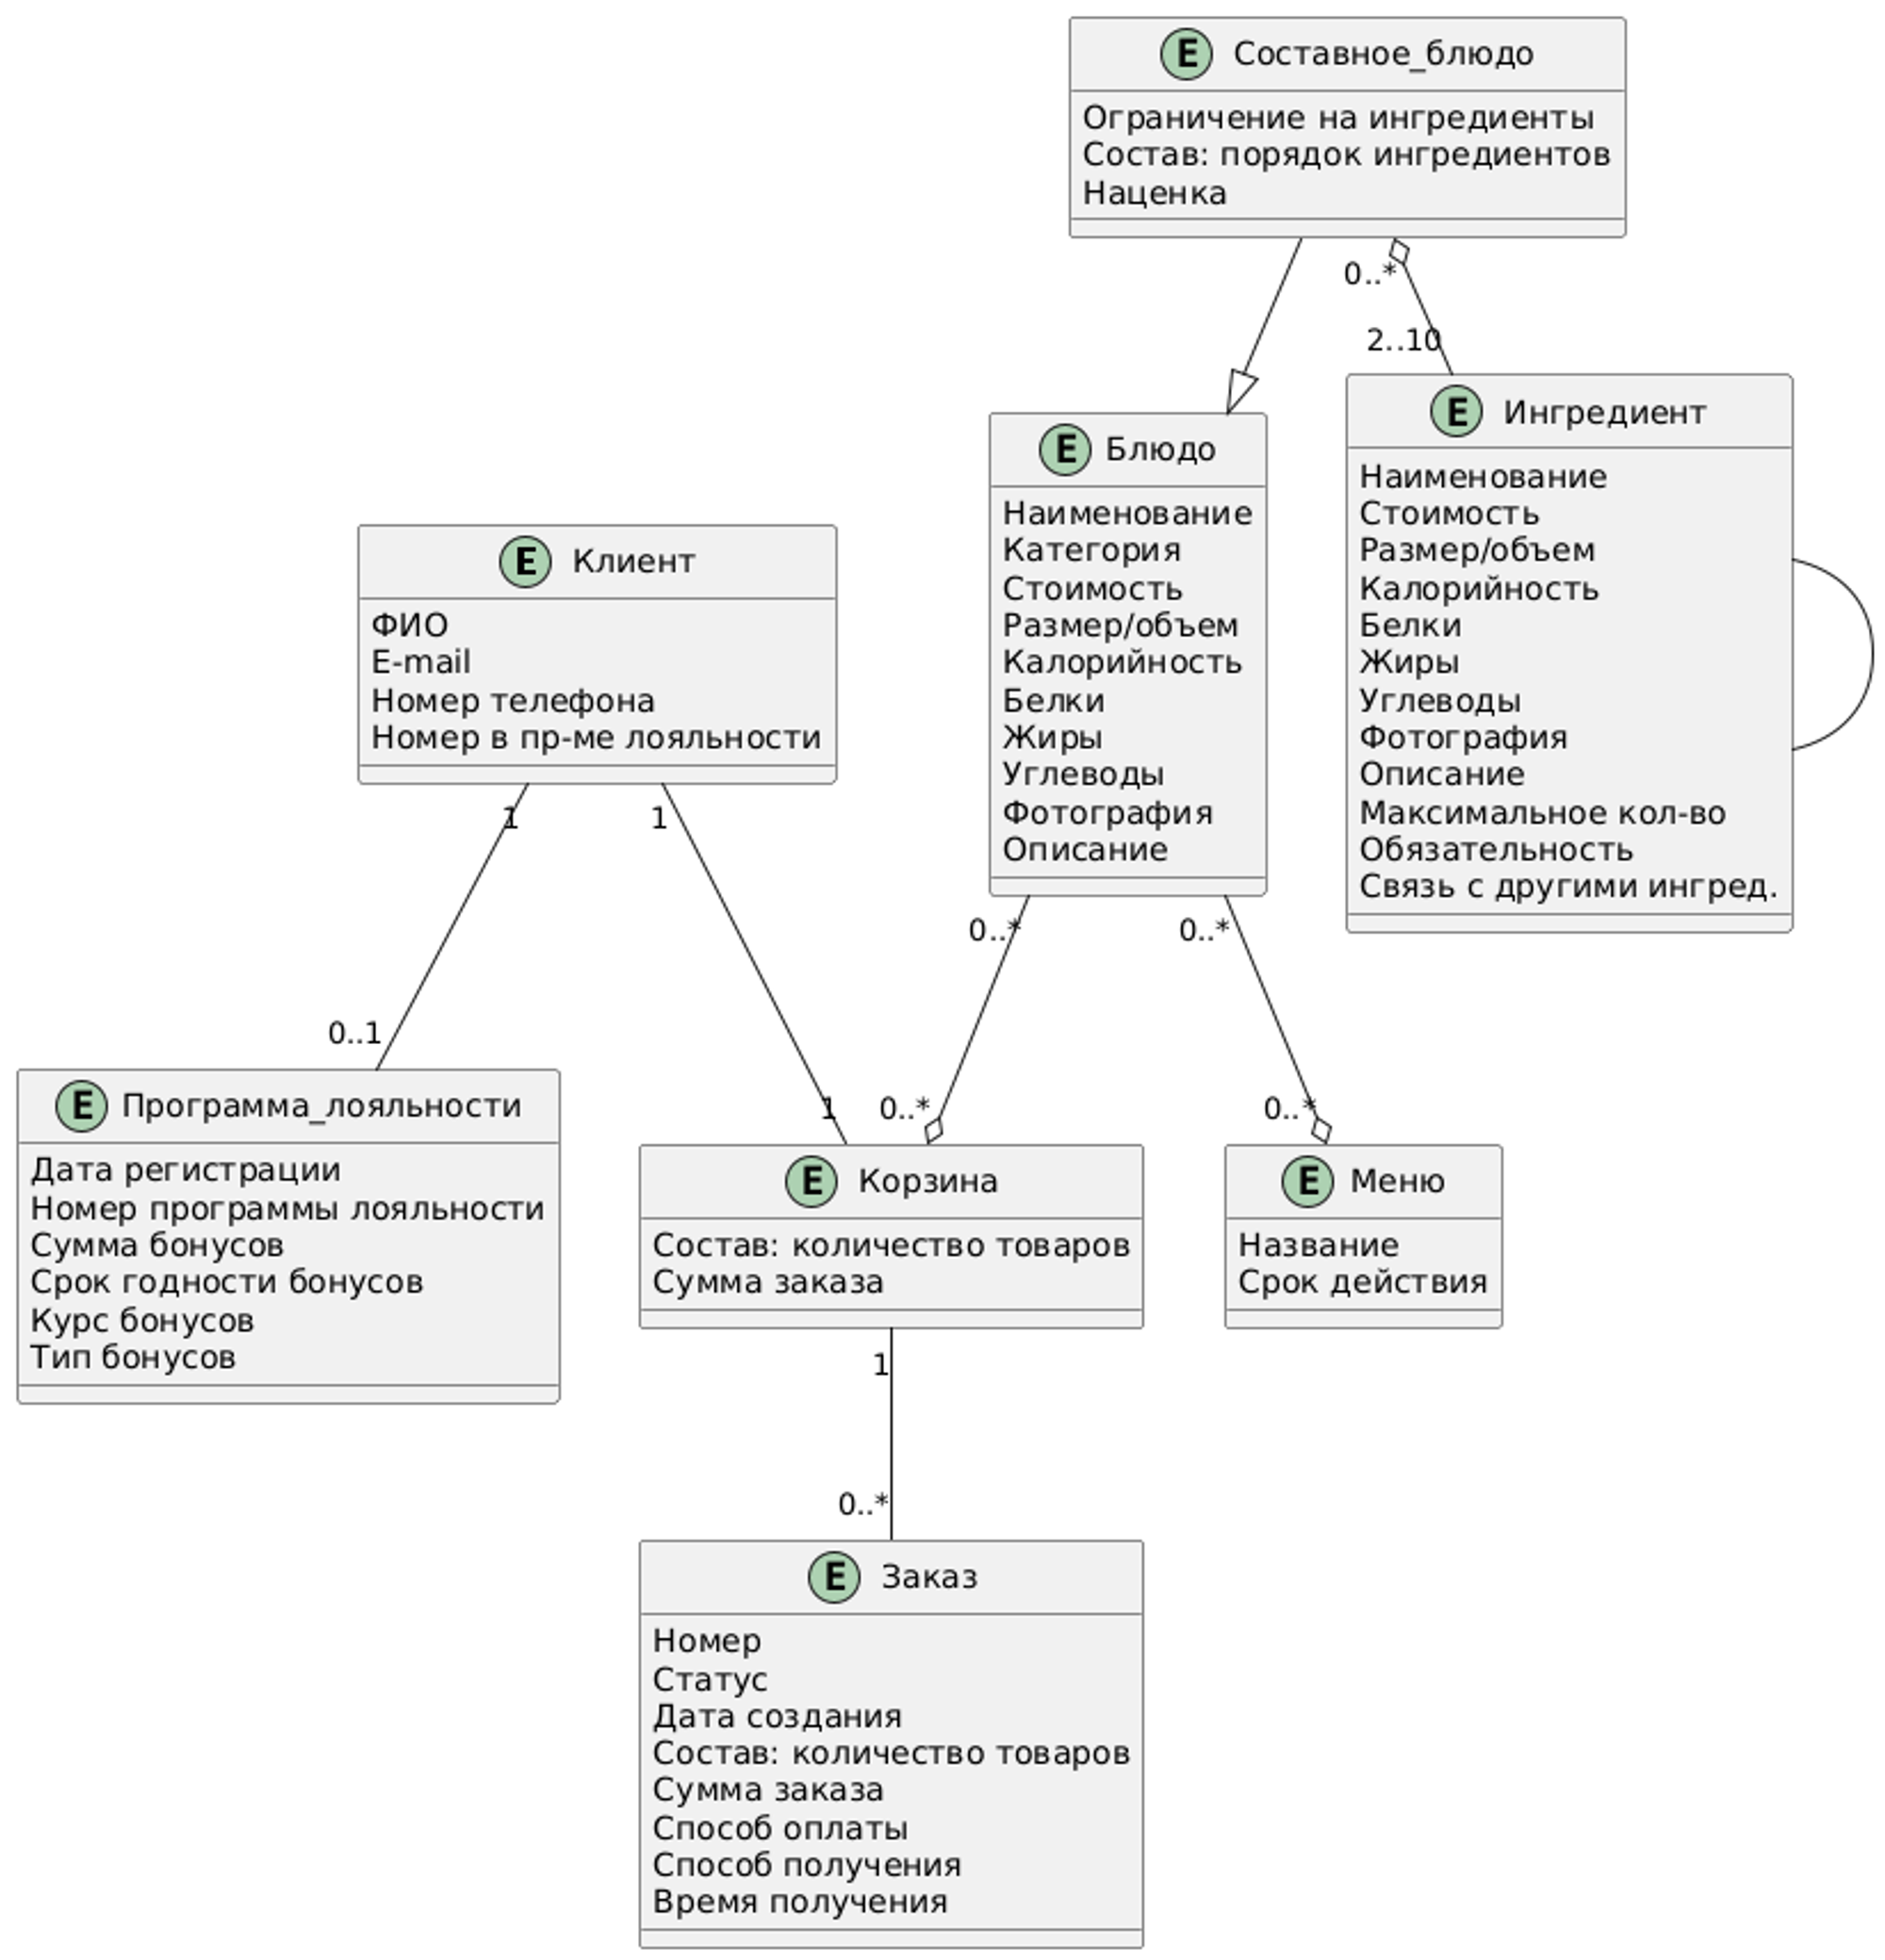 E Составное_блюдо
Ограничение на ингредиенты
Состав: порядок ингредиентов
Наценка
0..*
2..10
E Ингредиент
Наименование
Стоимость
Размер/объем
Калорийность
Белки
Жиры
Углеводы
Фотография
Описание
Максимальное кол-во
Обязательность
Связь с другими ингред.
E Блюдо
Наименование
Категория
Стоимость
Размер/объем
Калорийность
Белки
Жиры
Углеводы
Фотография
Описание
0..*
0..*
E Клиент
ФИО
E-mail
Номер телефона
Номер в пр-ме лояльности
1
1
0..1
1
0..*
0..*
E Программа_лояльности
Дата регистрации
Номер программы лояльности
Сумма бонусов
Срок годности бонусов
Курс бонусов
Тип бонусов
E Корзина
Состав: количество товаров
Сумма заказа
E Меню
Название
Срок действия
1
0..*
E Заказ
Номер
Статус
Дата создания
Состав: количество товаров
Сумма заказа
Способ оплаты
Способ получения
Время получения